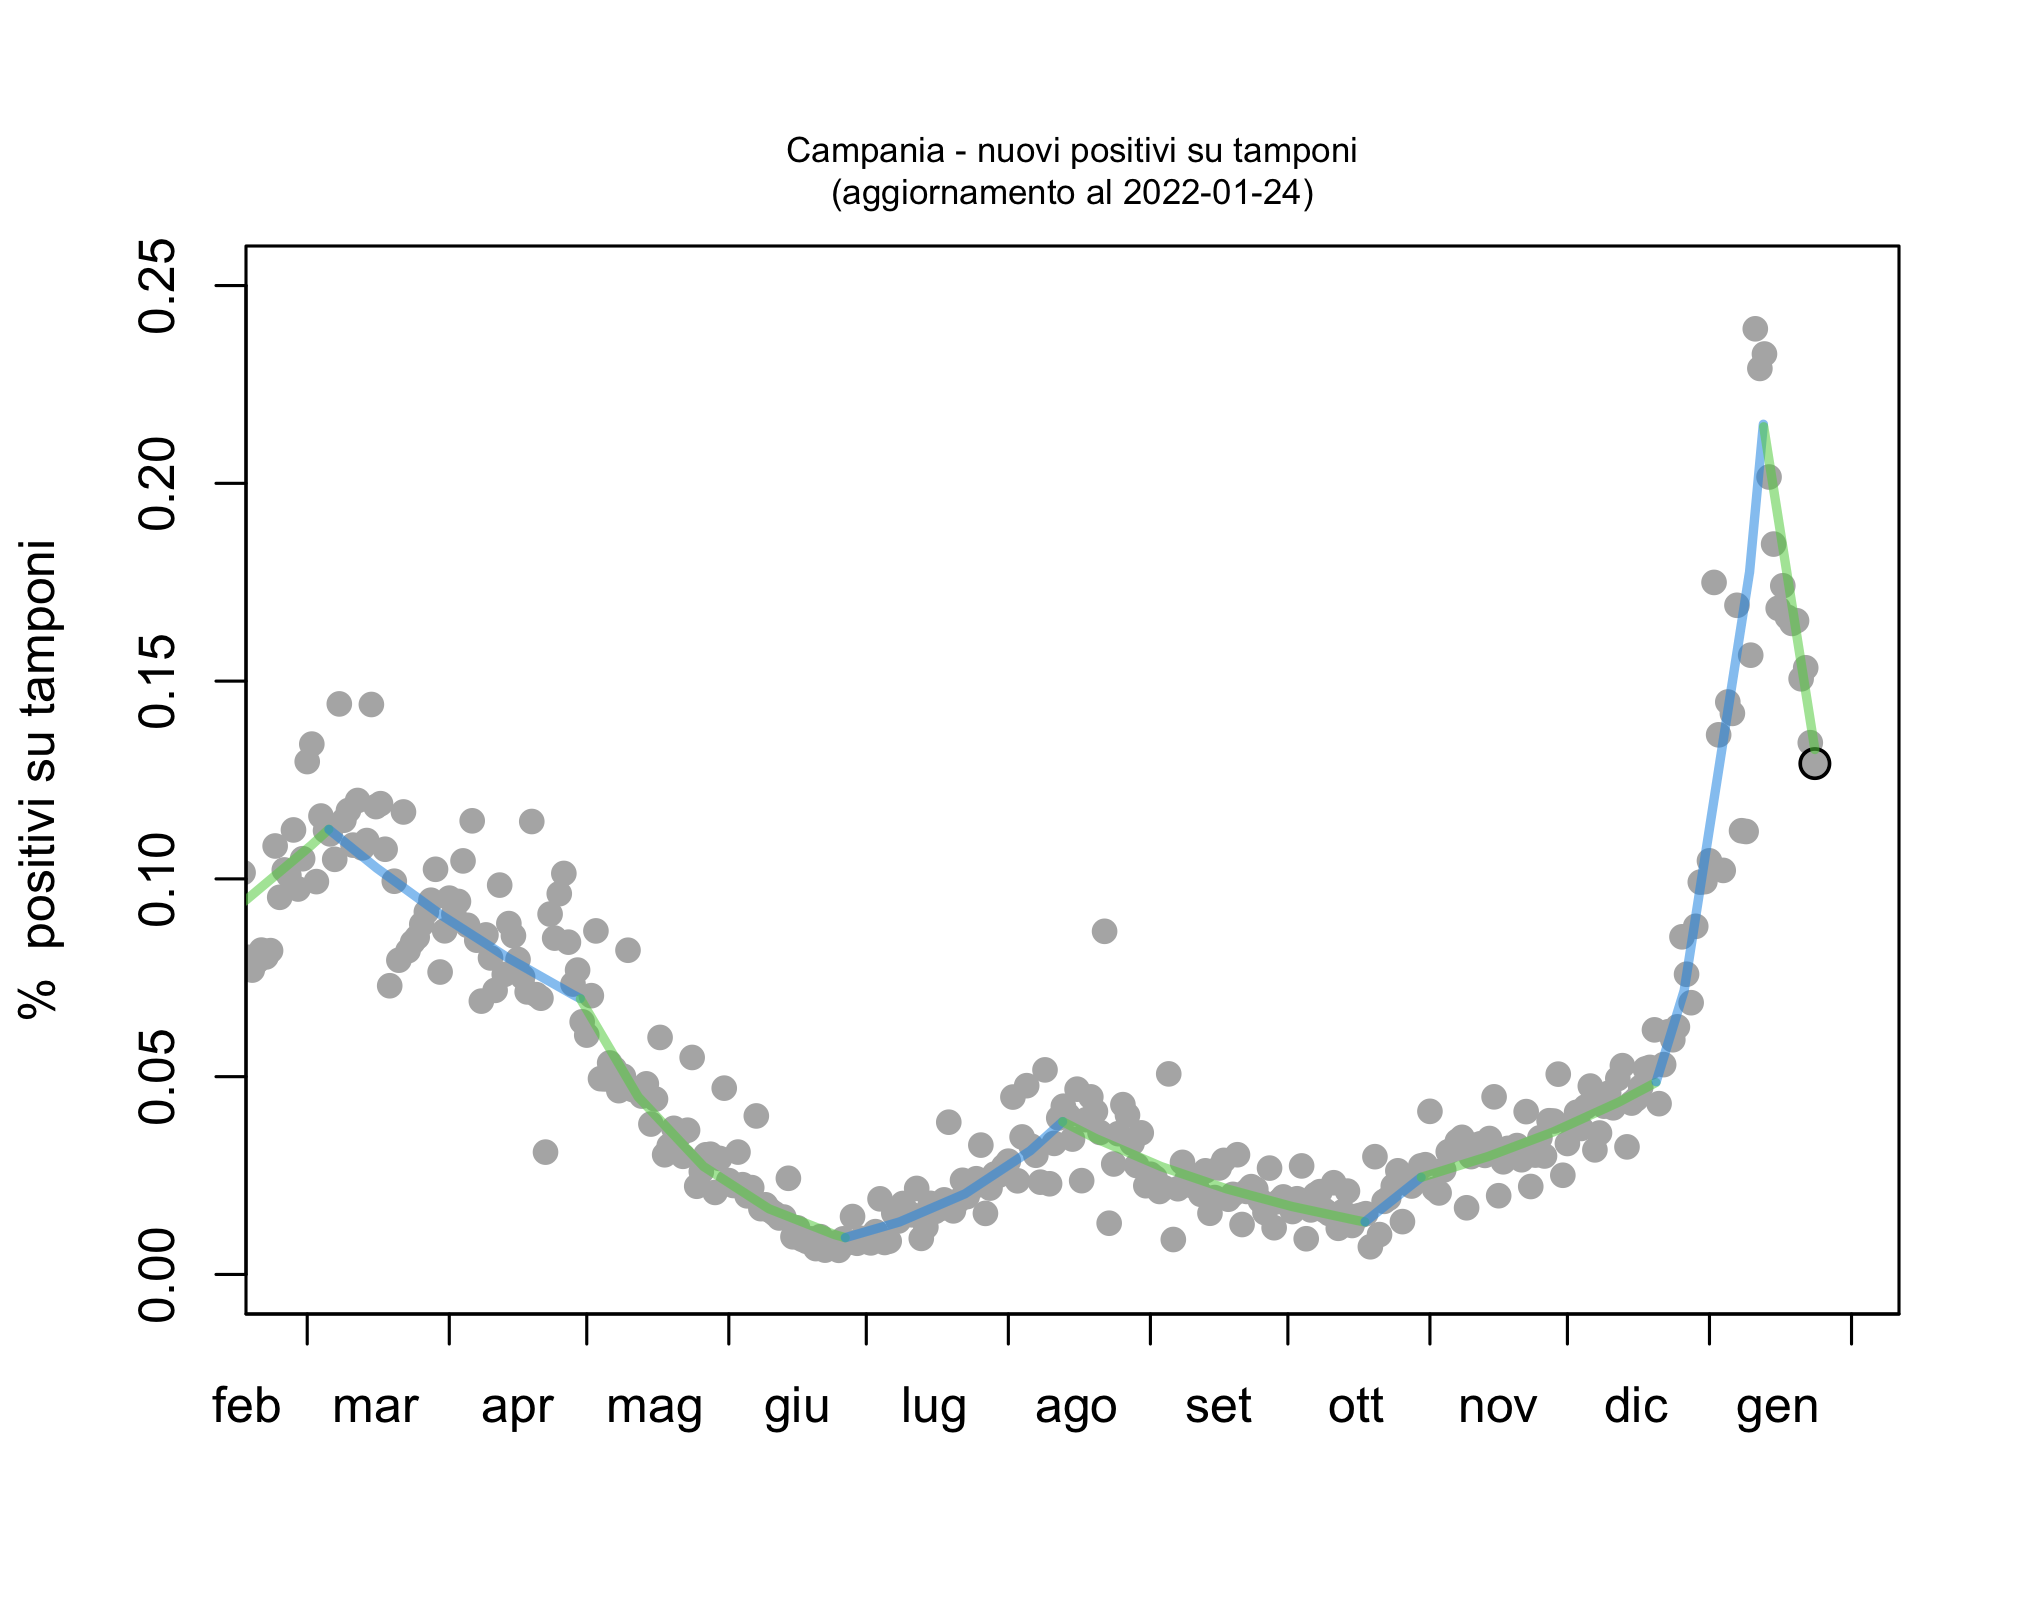 Campania - nuovi positivi su tamponi
(aggiornamento al 2022-01-24)
% positivi su tamponi
0.25
0.20
0.15
0.10
0.05
0.00
feb mar apr mag giu lug ago set ott nov dic gen